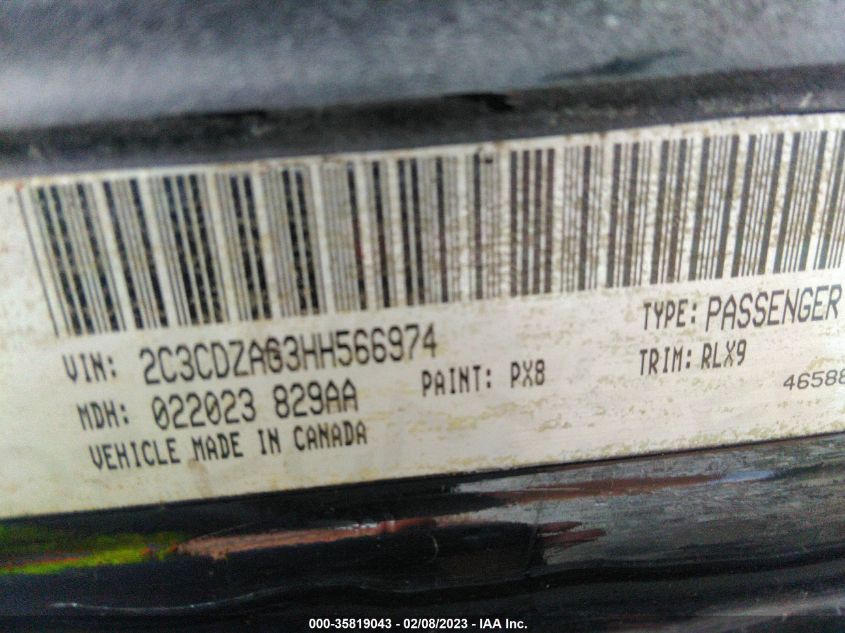 VIN: 2C3CDZAG3HH566974
TYPE: PASSENGER
MDH: 022023 829AA
PAINT: PX8
TRIM: RLX9
VEHICLE MADE IN CANADA
46588
000-35819043 - 02/08/2023 - IAA Inc.